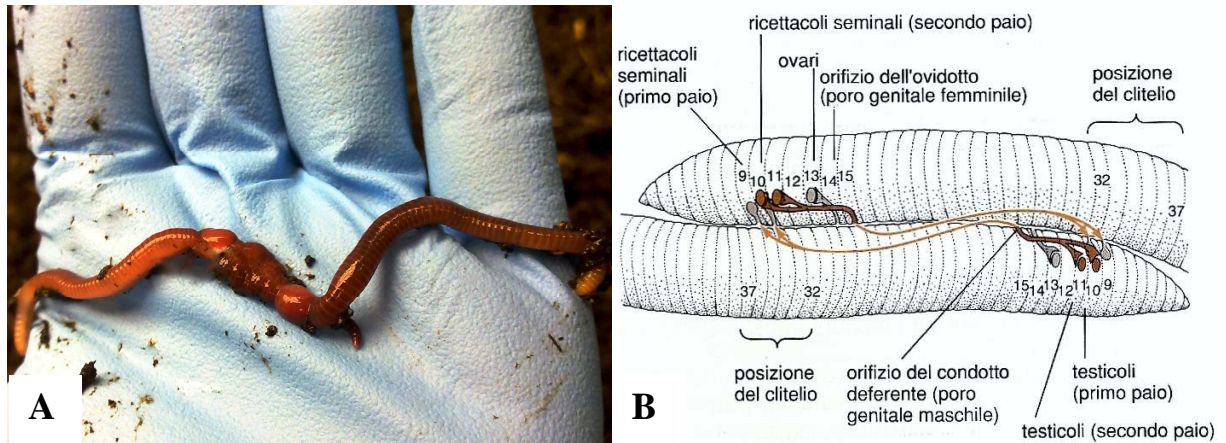 A
B
ricettacoli seminali (secondo paio)
ricettacoli
seminali
(primo paio)
ovari
orifizio dell'ovidotto
(poro genitale femminile)
posizione
del clitelio
9 10 11 12 13 14 15
32
37
37
32
15 14 13 12 11 10 9
posizione
del clitelio
orifizio del condotto
deferente (poro
genitale maschile)
testicoli
(primo paio)
testicoli (secondo paio)